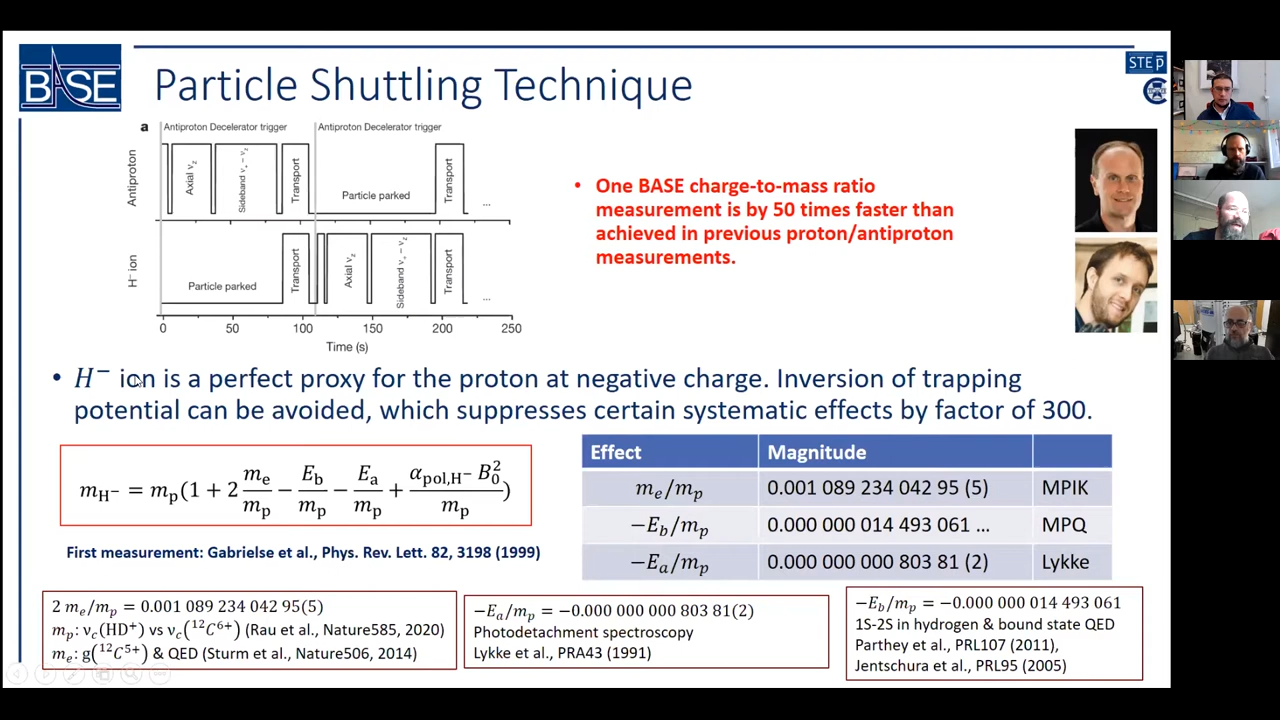 BASE
Particle Shuttling Technique
STEp
a
Antiproton Decelerator trigger
Antiproton Decelerator trigger
Antiproton
Axial ν_z
Sideband ν_+ − ν_z
Transport
Particle parked
Transport
...
H⁻ ion
Particle parked
Transport
Axial ν_z
Sideband ν_+ − ν_z
Transport
...
0 50 100 150 200 250
Time (s)
• One BASE charge-to-mass ratio
measurement is by 50 times faster than
achieved in previous proton/antiproton
measurements.
• H⁻ ion is a perfect proxy for the proton at negative charge. Inversion of trapping
potential can be avoided, which suppresses certain systematic effects by factor of 300.
m_H⁻ = m_p(1 + 2 m_e/m_p − E_b/m_p − E_a/m_p + α_pol,H⁻ B_0²/m_p)
First measurement: Gabrielse et al., Phys. Rev. Lett. 82, 3198 (1999)
Effect Magnitude
m_e/m_p 0.001 089 234 042 95 (5) MPIK
−E_b/m_p 0.000 000 014 493 061 ... MPQ
−E_a/m_p 0.000 000 000 803 81 (2) Lykke
2 m_e/m_p = 0.001 089 234 042 95(5)
m_p: ν_c(HD⁺) vs ν_c(¹²C⁶⁺) (Rau et al., Nature585, 2020)
m_e: g(¹²C⁵⁺) & QED (Sturm et al., Nature506, 2014)
−E_a/m_p = −0.000 000 000 803 81(2)
Photodetachment spectroscopy
Lykke et al., PRA43 (1991)
−E_b/m_p = −0.000 000 014 493 061
1S-2S in hydrogen & bound state QED
Parthey et al., PRL107 (2011),
Jentschura et al., PRL95 (2005)